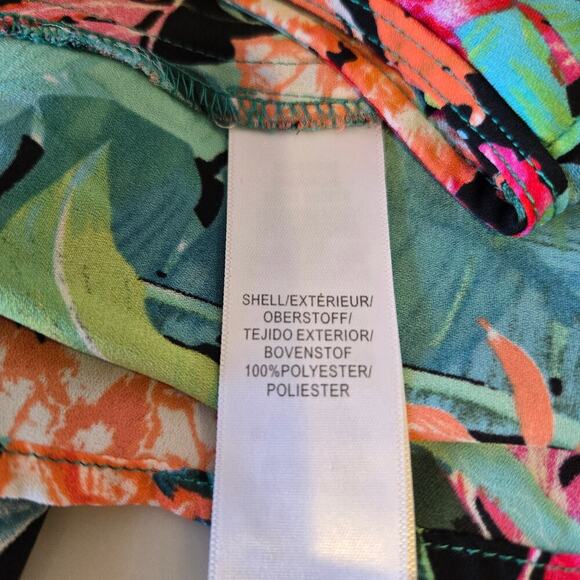 SHELL/EXTÉRIEUR/
OBERSTOFF/
TEJIDO EXTERIOR/
BOVENSTOF
100%POLYESTER/
POLIESTER